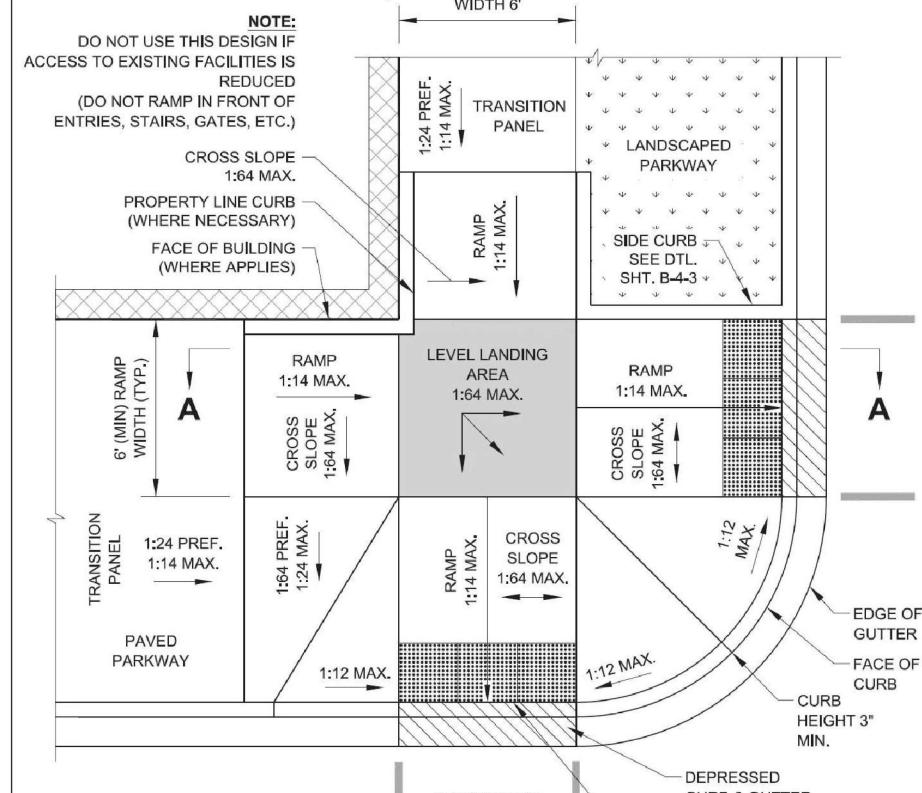 WIDTH 6'
NOTE:
DO NOT USE THIS DESIGN IF
ACCESS TO EXISTING FACILITIES IS
REDUCED
(DO NOT RAMP IN FRONT OF
ENTRIES, STAIRS, GATES, ETC.)
1:24 PREF.
1:14 MAX.
TRANSITION
PANEL
LANDSCAPED
PARKWAY
CROSS SLOPE
1:64 MAX.
PROPERTY LINE CURB
(WHERE NECESSARY)
FACE OF BUILDING
(WHERE APPLIES)
RAMP
1:14 MAX.
SIDE CURB
SEE DTL.
SHT. B-4-3
6' (MIN) RAMP
WIDTH (TYP.)
A
RAMP
1:14 MAX.
CROSS
SLOPE
1:64 MAX.
LEVEL LANDING
AREA
1:64 MAX.
RAMP
1:14 MAX.
CROSS
SLOPE
1:64 MAX.
A
TRANSITION
PANEL
1:24 PREF.
1:14 MAX.
PAVED
PARKWAY
1:64 PREF.
1:24 MAX.
RAMP
1:14 MAX.
CROSS
SLOPE
1:64 MAX.
1:12
MAX.
1:12 MAX.
1:12 MAX.
EDGE OF
GUTTER
FACE OF
CURB
CURB
HEIGHT 3"
MIN.
DEPRESSED